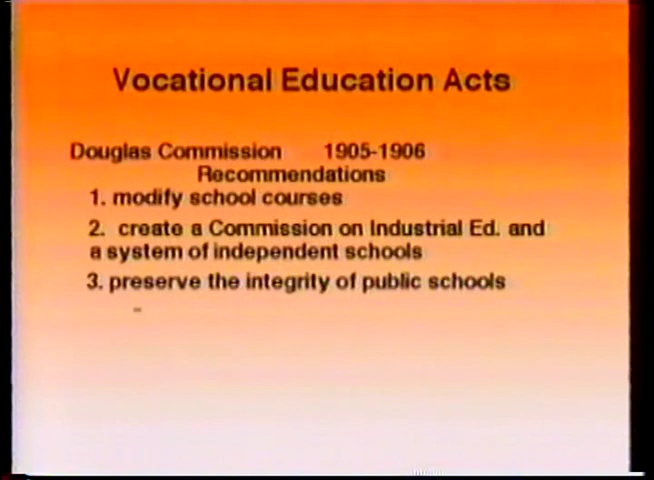 Vocational Education Acts
Douglas Commission 1905-1906
Recommendations
1. modify school courses
2. create a Commission on Industrial Ed. and
a system of independent schools
3. preserve the integrity of public schools
-